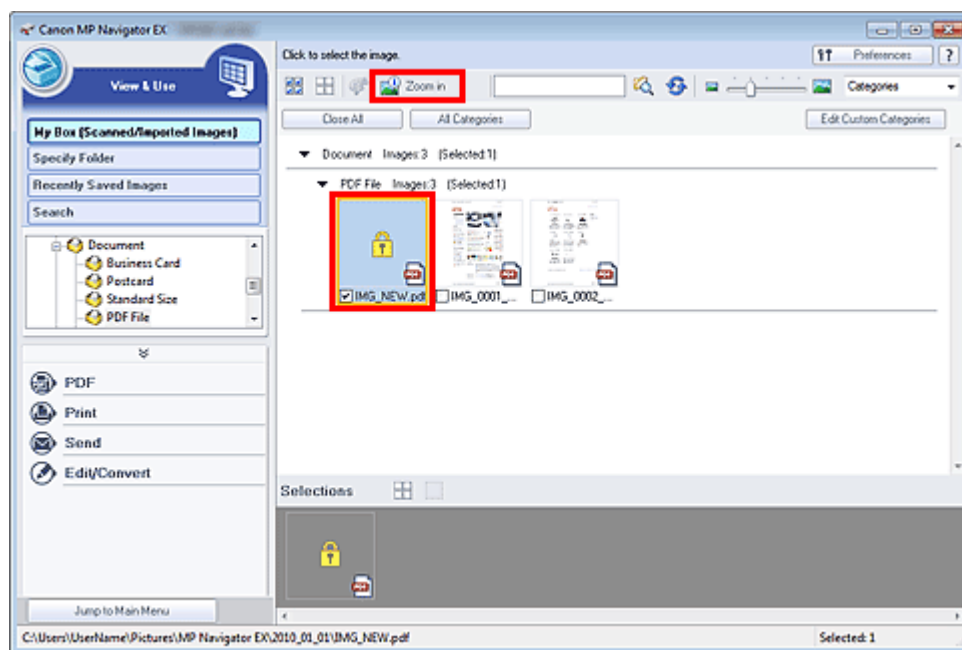 Canon MP Navigator EX
View & Use
My Box (Scanned/Imported Images)
Specify Folder
Recently Saved Images
Search
Document
Business Card
Postcard
Standard Size
PDF File
PDF
Print
Send
Edit/Convert
Jump to Main Menu
Click to select the image.
Preferences
?
Zoom in
Categories
Close All
All Categories
Edit Custom Categories
Document Images:3 (Selected:1)
PDF File Images:3 (Selected:1)
IMG_NEW.pdf
IMG_0001_...
IMG_0002_...
Selections
C:\Users\UserName\Pictures\MP Navigator EX\2010_01_01\IMG_NEW.pdf
Selected: 1